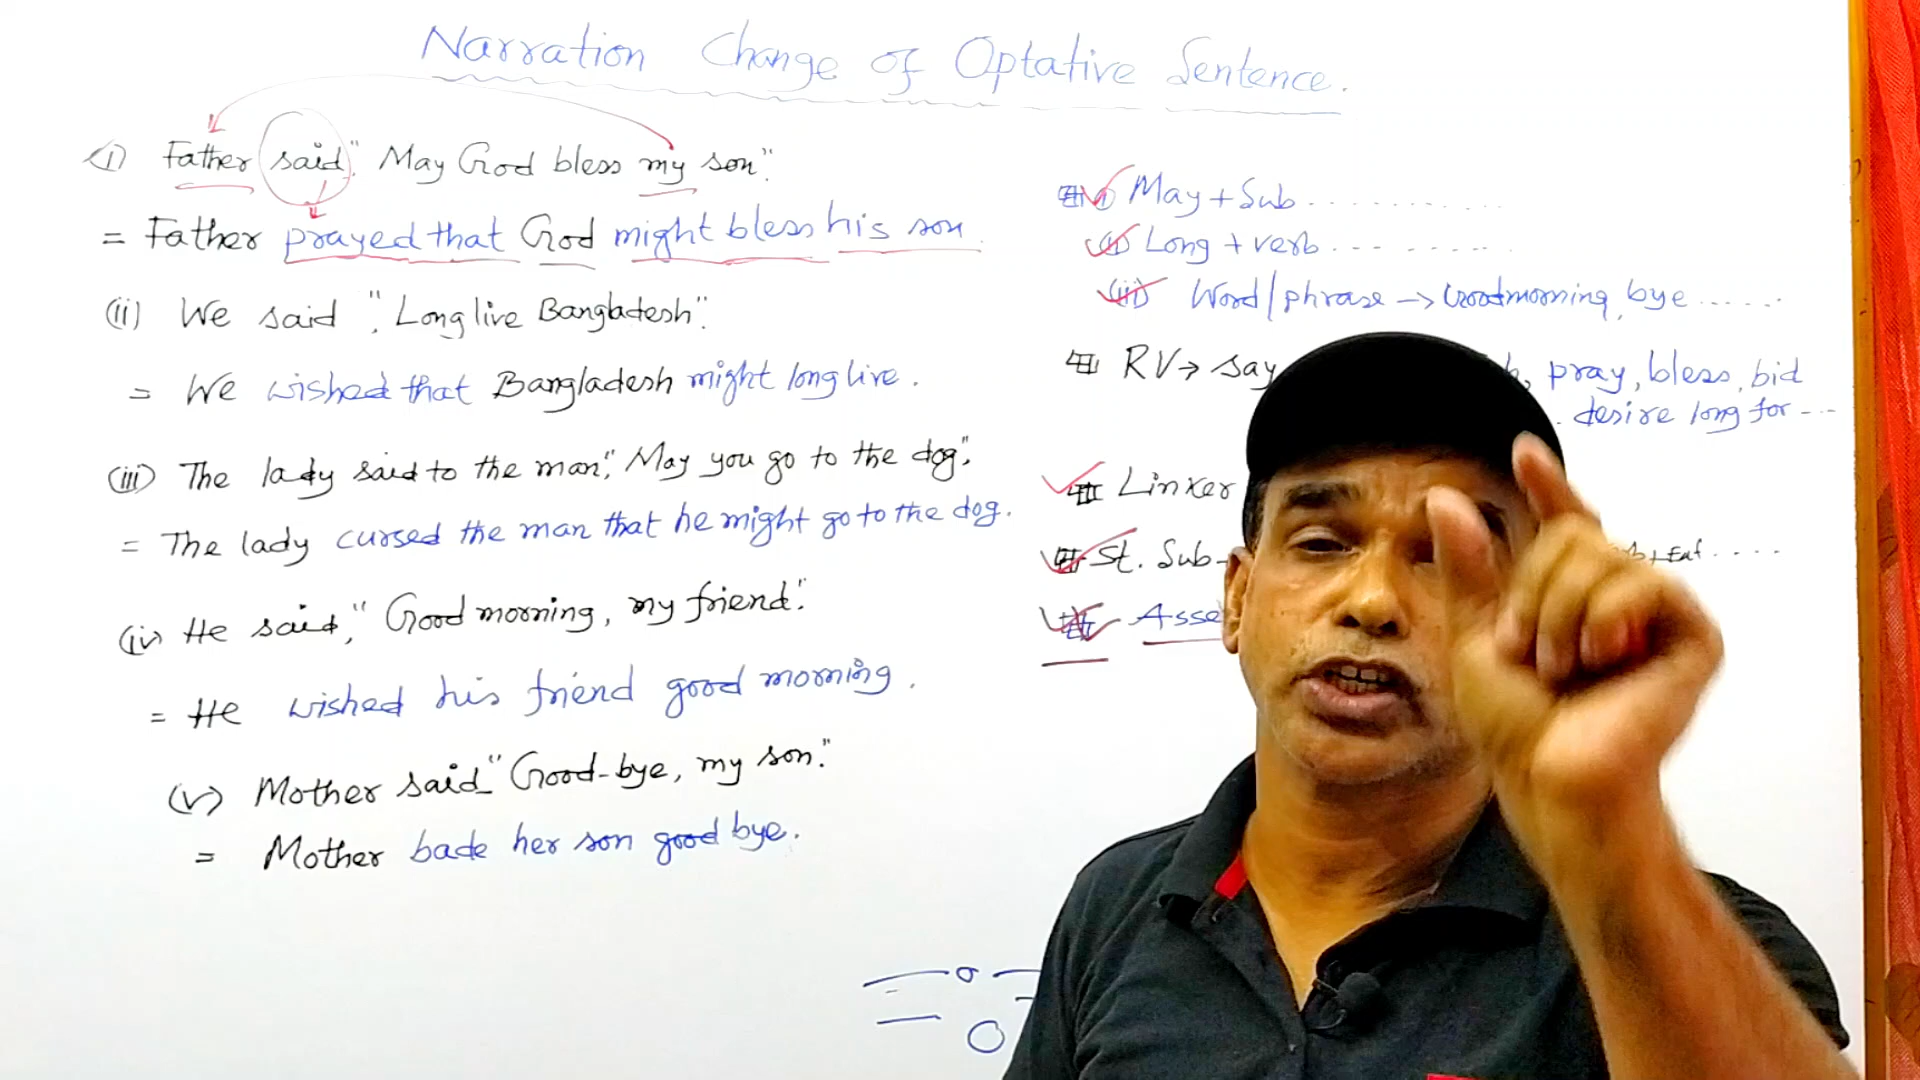 Narration Change of Optative Sentence.
(i) Father said," May God bless my son".
= Father prayed that God might bless his son.
(ii) We said ", Long live Bangladesh".
= We wished that Bangladesh might long live.
(iii) The lady said to the man", May you go to the dog".
= The lady cursed the man that he might go to the dog.
(iv) He said," Good morning, my friend".
= He wished his friend good morning.
(v) Mother said" Good-bye, my son."
= Mother bade her son good bye.
(i) May + Sub ............
(ii) Long + verb ..........
(iii) Word/phrase → Goodmorning, bye .......
RV → say pray, bless, bid
desire long for ---
Linker
St. Sub
+ Ext ....
Asse